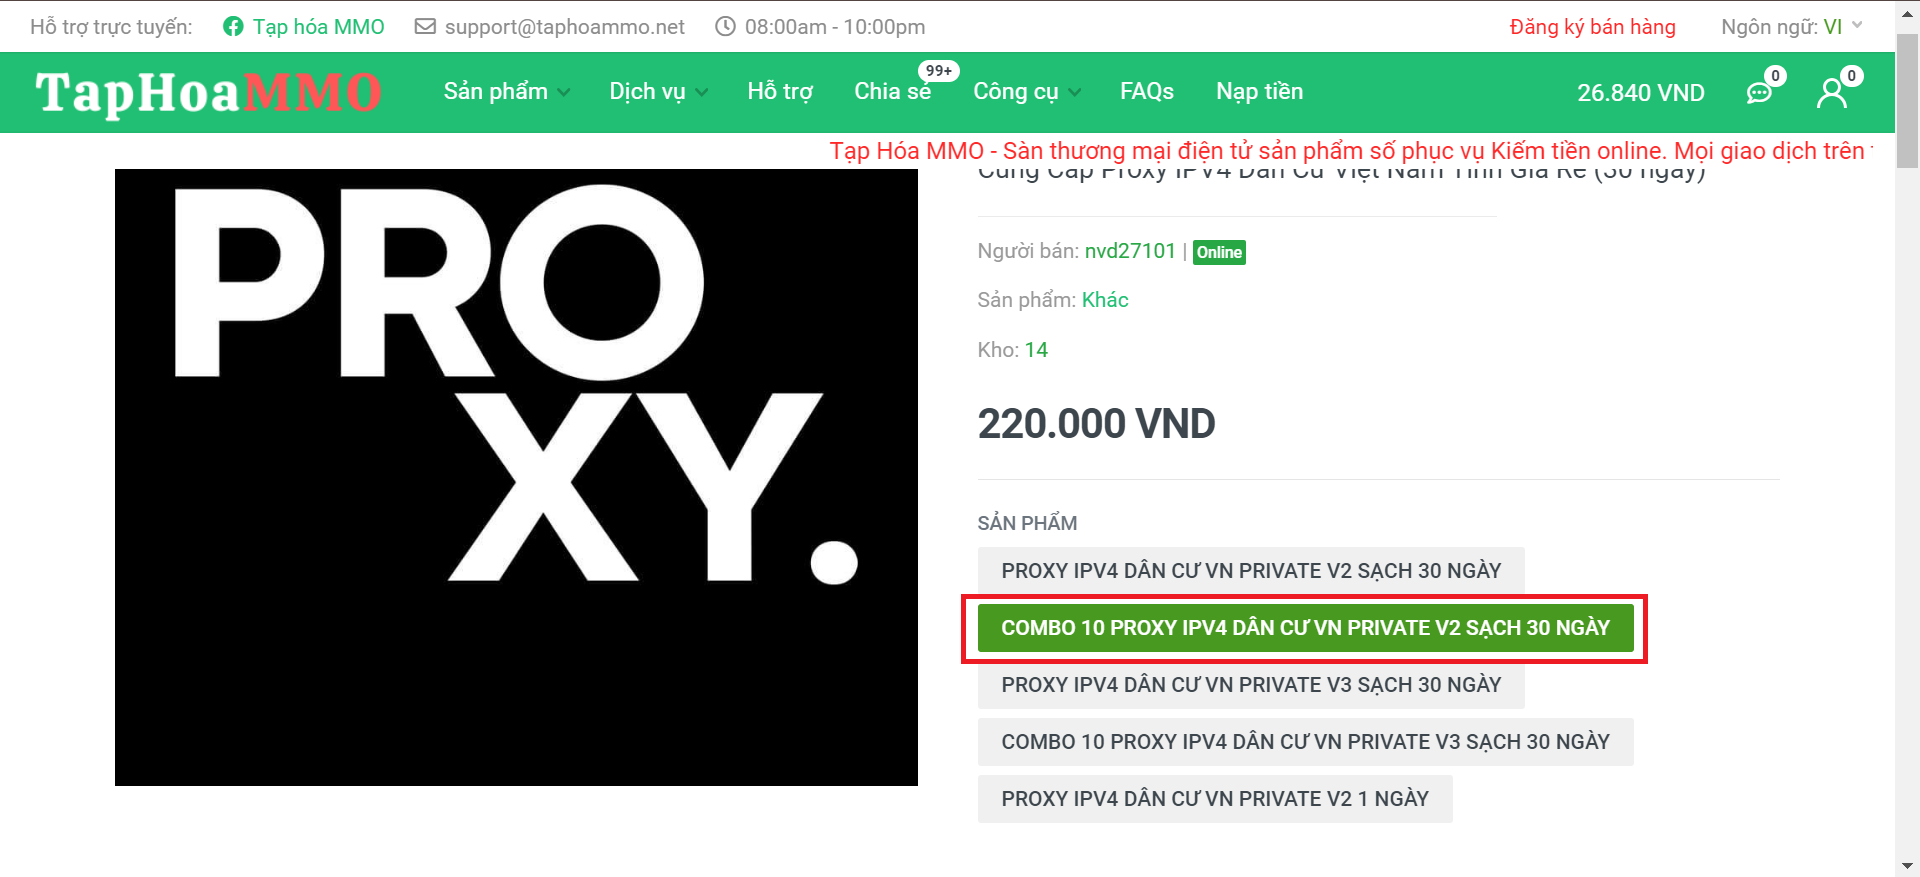 Hỗ trợ trực tuyến: Tạp hóa MMO support@taphoammo.net 08:00am - 10:00pm Đăng ký bán hàng Ngôn ngữ: VI
TapHoaMMO Sản phẩm Dịch vụ Hỗ trợ Chia sẻ 99+ Công cụ FAQs Nạp tiền 26.840 VND 0 0
Tạp Hóa MMO - Sàn thương mại điện tử sản phẩm số phục vụ Kiếm tiền online. Mọi giao dịch trên
Cung Cấp Proxy IPV4 Dân Cư Việt Nam Tĩnh Giá Rẻ (30 ngày)
PRO
XY.
Người bán: nvd27101 | Online
Sản phẩm: Khác
Kho: 14
220.000 VND
SẢN PHẨM
PROXY IPV4 DÂN CƯ VN PRIVATE V2 SẠCH 30 NGÀY
COMBO 10 PROXY IPV4 DÂN CƯ VN PRIVATE V2 SẠCH 30 NGÀY
PROXY IPV4 DÂN CƯ VN PRIVATE V3 SẠCH 30 NGÀY
COMBO 10 PROXY IPV4 DÂN CƯ VN PRIVATE V3 SẠCH 30 NGÀY
PROXY IPV4 DÂN CƯ VN PRIVATE V2 1 NGÀY